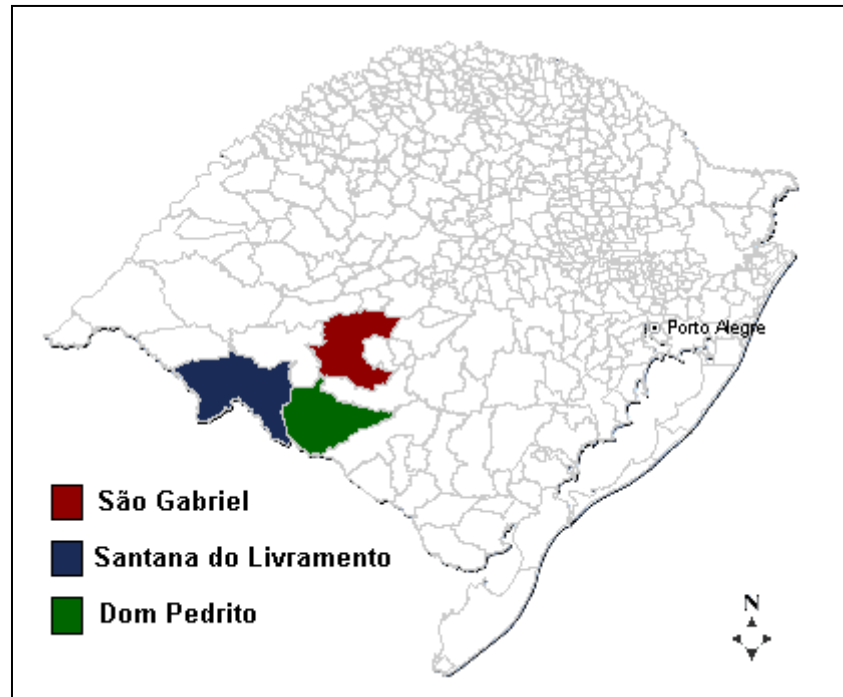 Porto Alegre
São Gabriel
Santana do Livramento
Dom Pedrito
N